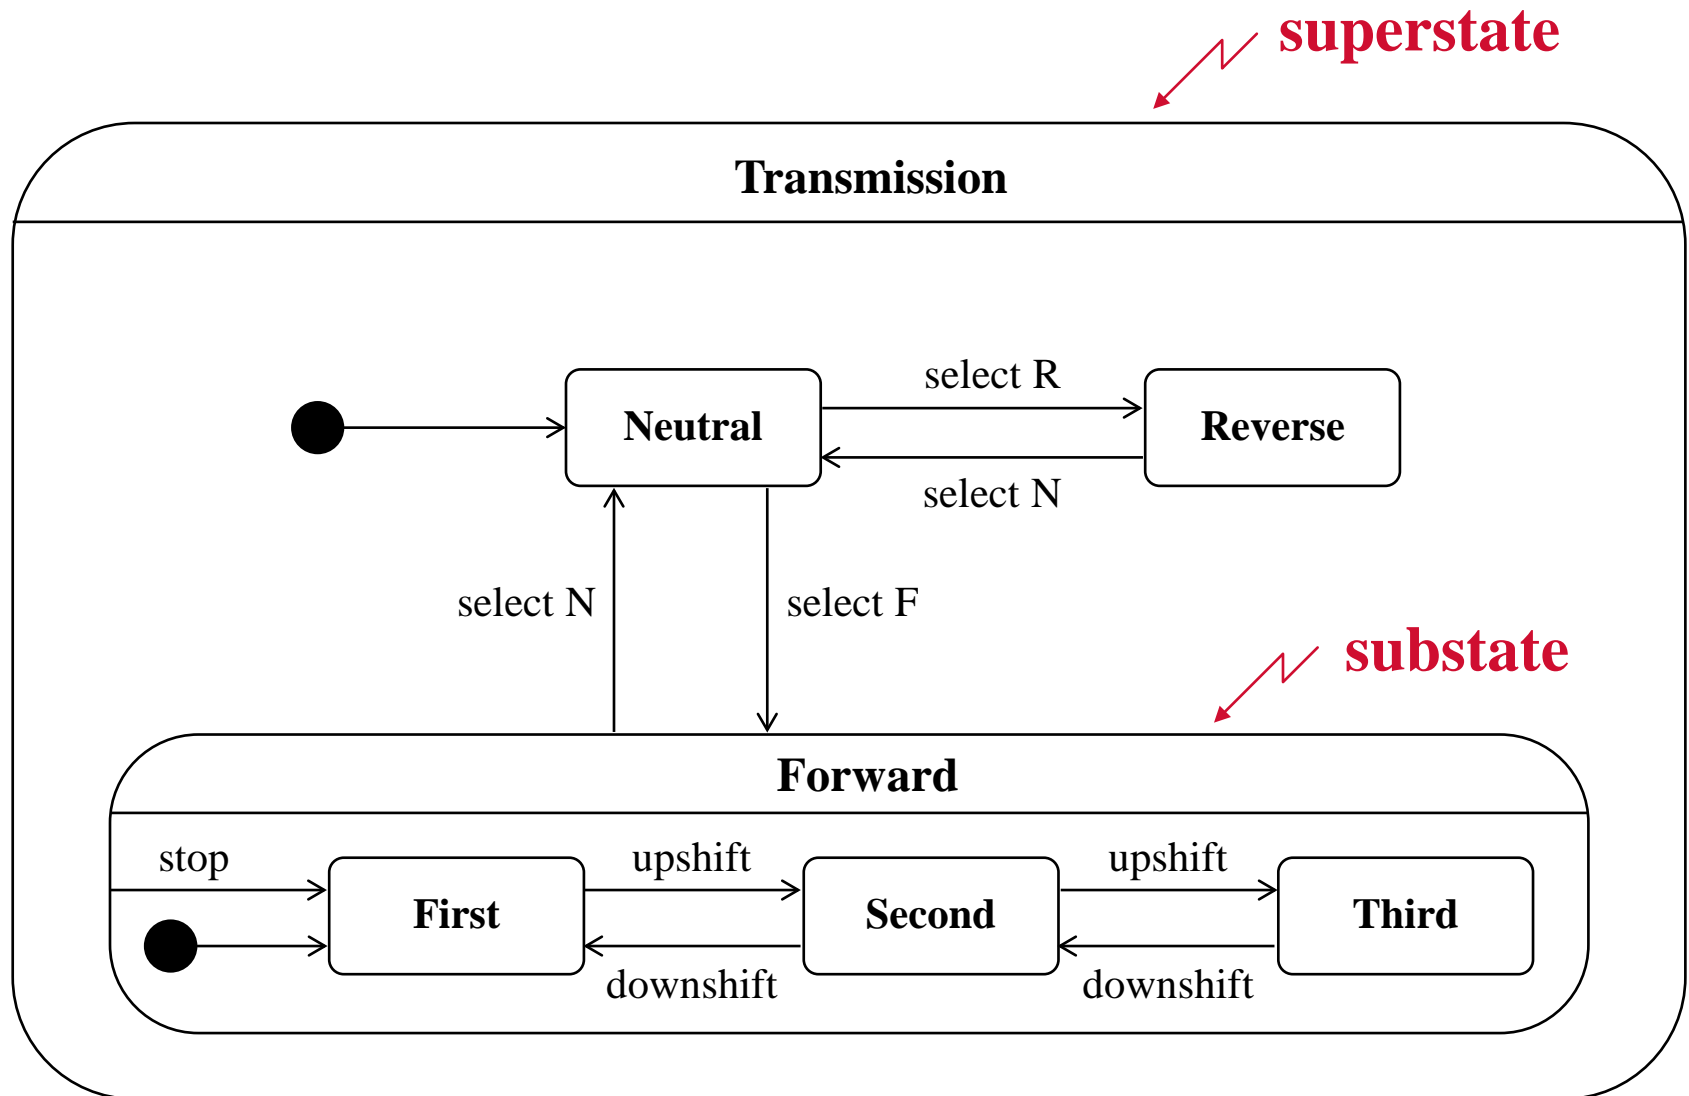 superstate
Transmission
select R
Neutral
Reverse
select N
select N
select F
substate
Forward
stop
upshift
upshift
First
Second
Third
downshift
downshift